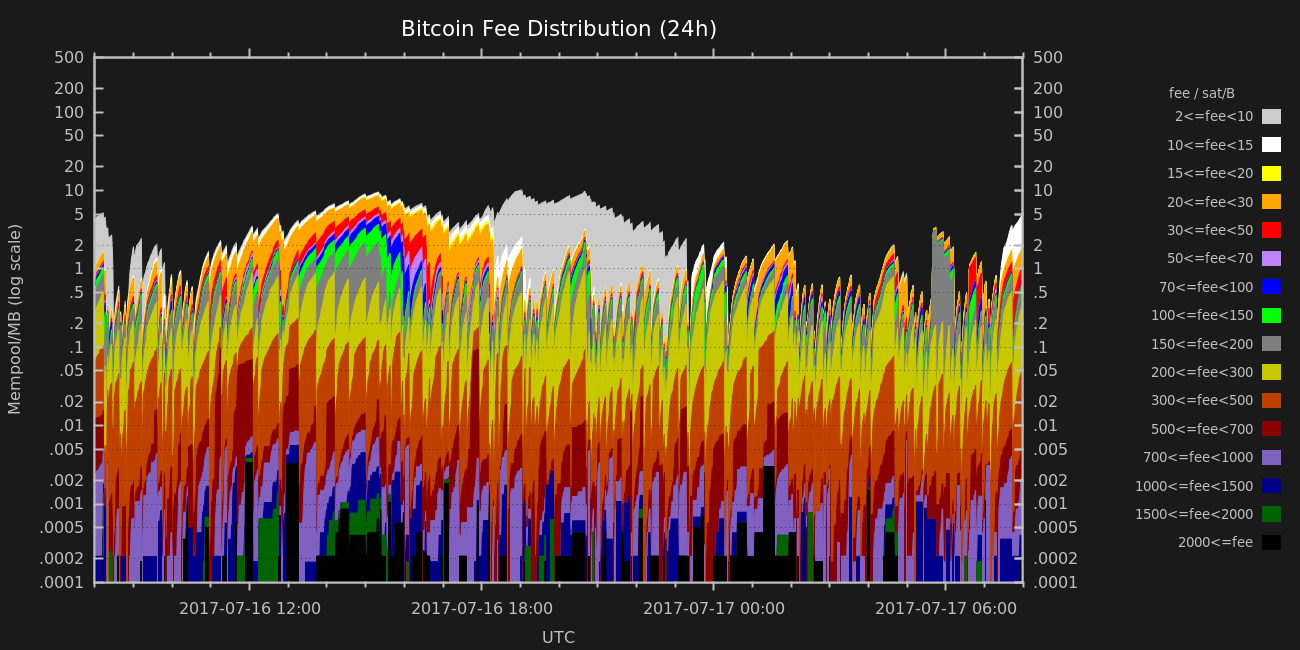 Bitcoin Fee Distribution (24h)
500
200
100
50
20
10
5
2
1
.5
.2
.1
.05
.02
.01
.005
.002
.001
.0005
.0002
.0001
Mempool/MB (log scale)
500
200
100
50
20
10
5
2
1
.5
.2
.1
.05
.02
.01
.005
.002
.001
.0005
.0002
.0001
2017-07-16 12:00
2017-07-16 18:00
2017-07-17 00:00
2017-07-17 06:00
UTC
fee / sat/B
2<=fee<10
10<=fee<15
15<=fee<20
20<=fee<30
30<=fee<50
50<=fee<70
70<=fee<100
100<=fee<150
150<=fee<200
200<=fee<300
300<=fee<500
500<=fee<700
700<=fee<1000
1000<=fee<1500
1500<=fee<2000
2000<=fee